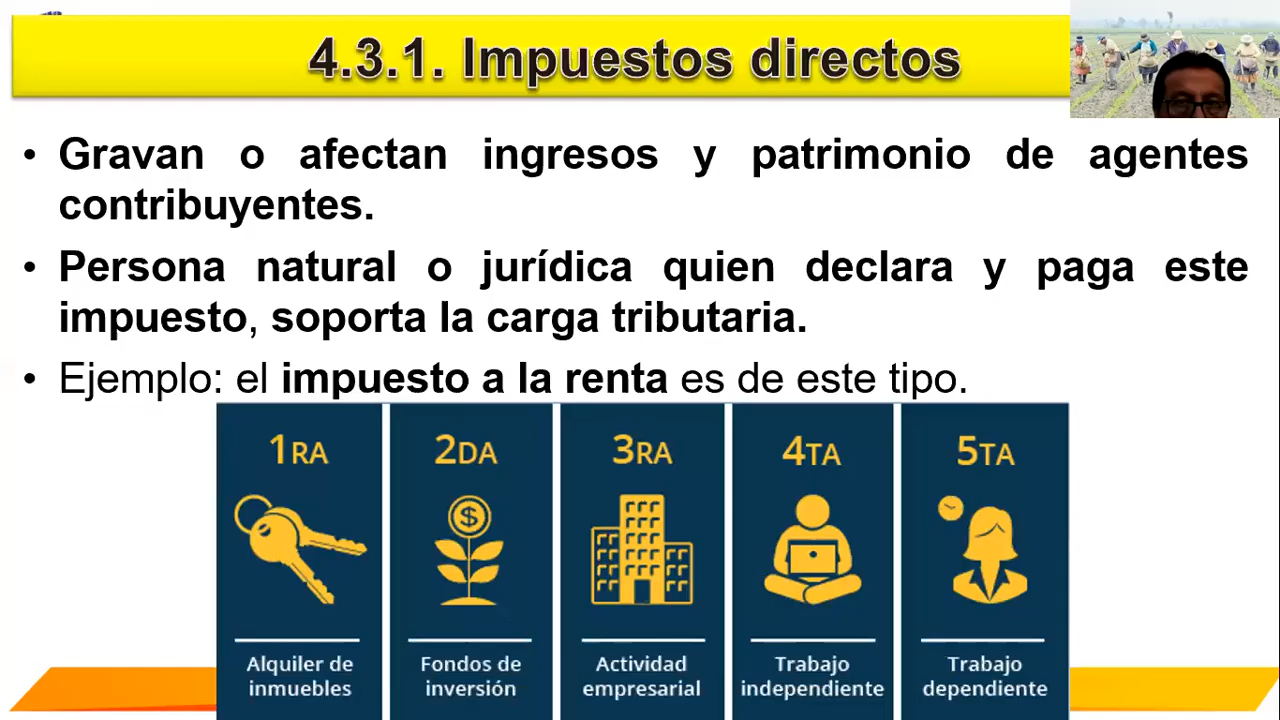 4.3.1. Impuestos directos
• Gravan o afectan ingresos y patrimonio de agentes
contribuyentes.
• Persona natural o jurídica quien declara y paga este
impuesto, soporta la carga tributaria.
• Ejemplo: el impuesto a la renta es de este tipo.
1RA
2DA
3RA
4TA
5TA
$
Alquiler de
inmuebles
Fondos de
inversión
Actividad
empresarial
Trabajo
independiente
Trabajo
dependiente